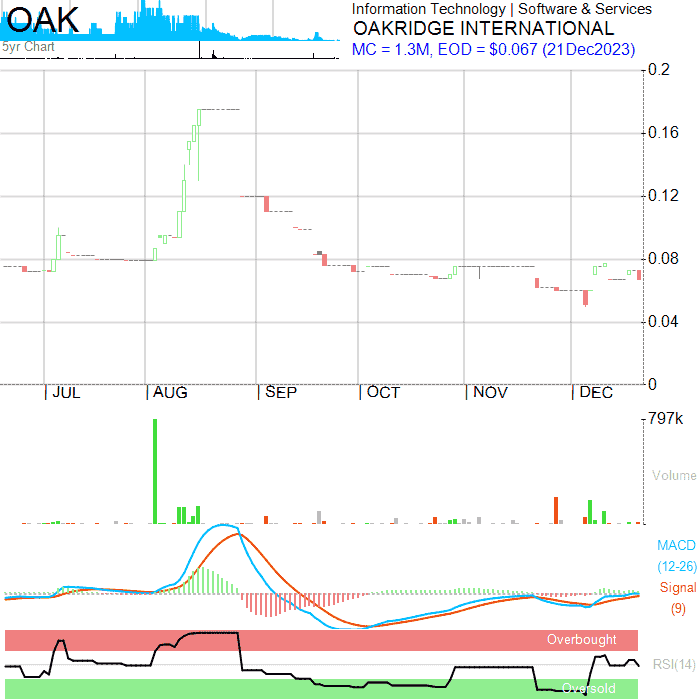 OAK
5yr Chart
Information Technology | Software & Services
OAKRIDGE INTERNATIONAL
MC = 1.3M, EOD = $0.067 (21Dec2023)
0.2
0.16
0.12
0.08
0.04
0
JUL AUG SEP OCT NOV DEC
797k
Volume
MACD
(12-26)
Signal
(9)
Overbought
RSI(14)
Oversold